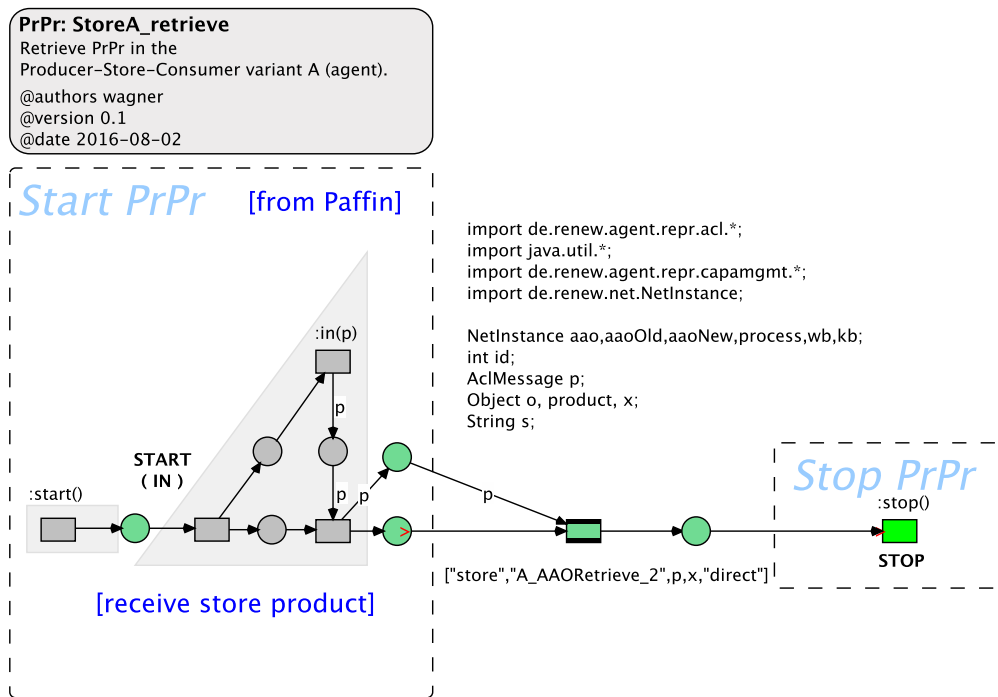 PrPr: StoreA_retrieve
Retrieve PrPr in the
Producer-Store-Consumer variant A (agent).
@authors wagner
@version 0.1
@date 2016-08-02
Start PrPr
[from Paffin]
import de.renew.agent.repr.acl.*;
import java.util.*;
import de.renew.agent.repr.capamgmt.*;
import de.renew.net.NetInstance;
NetInstance aao,aaoOld,aaoNew,process,wb,kb;
int id;
AclMessage p;
Object o, product, x;
String s;
:in(p)
p
START
( IN )
:start()
p
p
p
>
["store","A_AAORetrieve_2",p,x,"direct"]
Stop PrPr
:stop()
>
STOP
[receive store product]